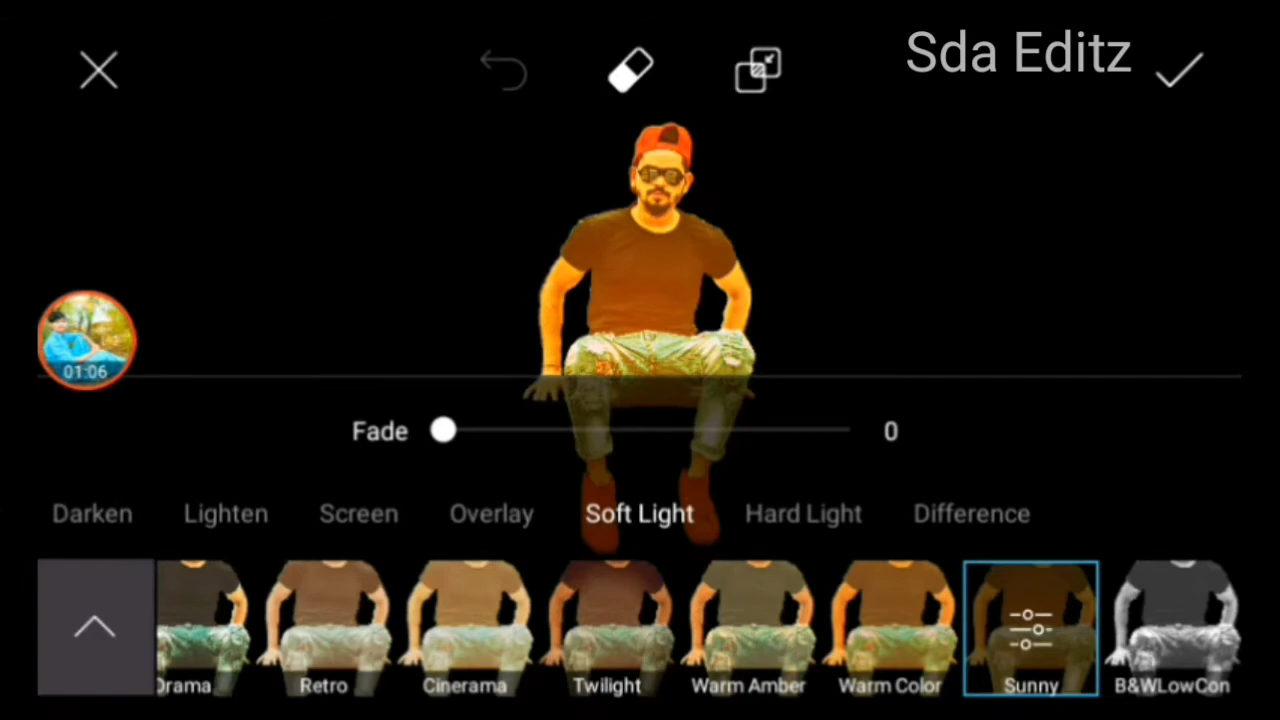 Sda Editz
01:06
Fade 0
Darken Lighten Screen Overlay Soft Light Hard Light Difference
Drama Retro Cinerama Twilight Warm Amber Warm Color Sunny B&WLowCon